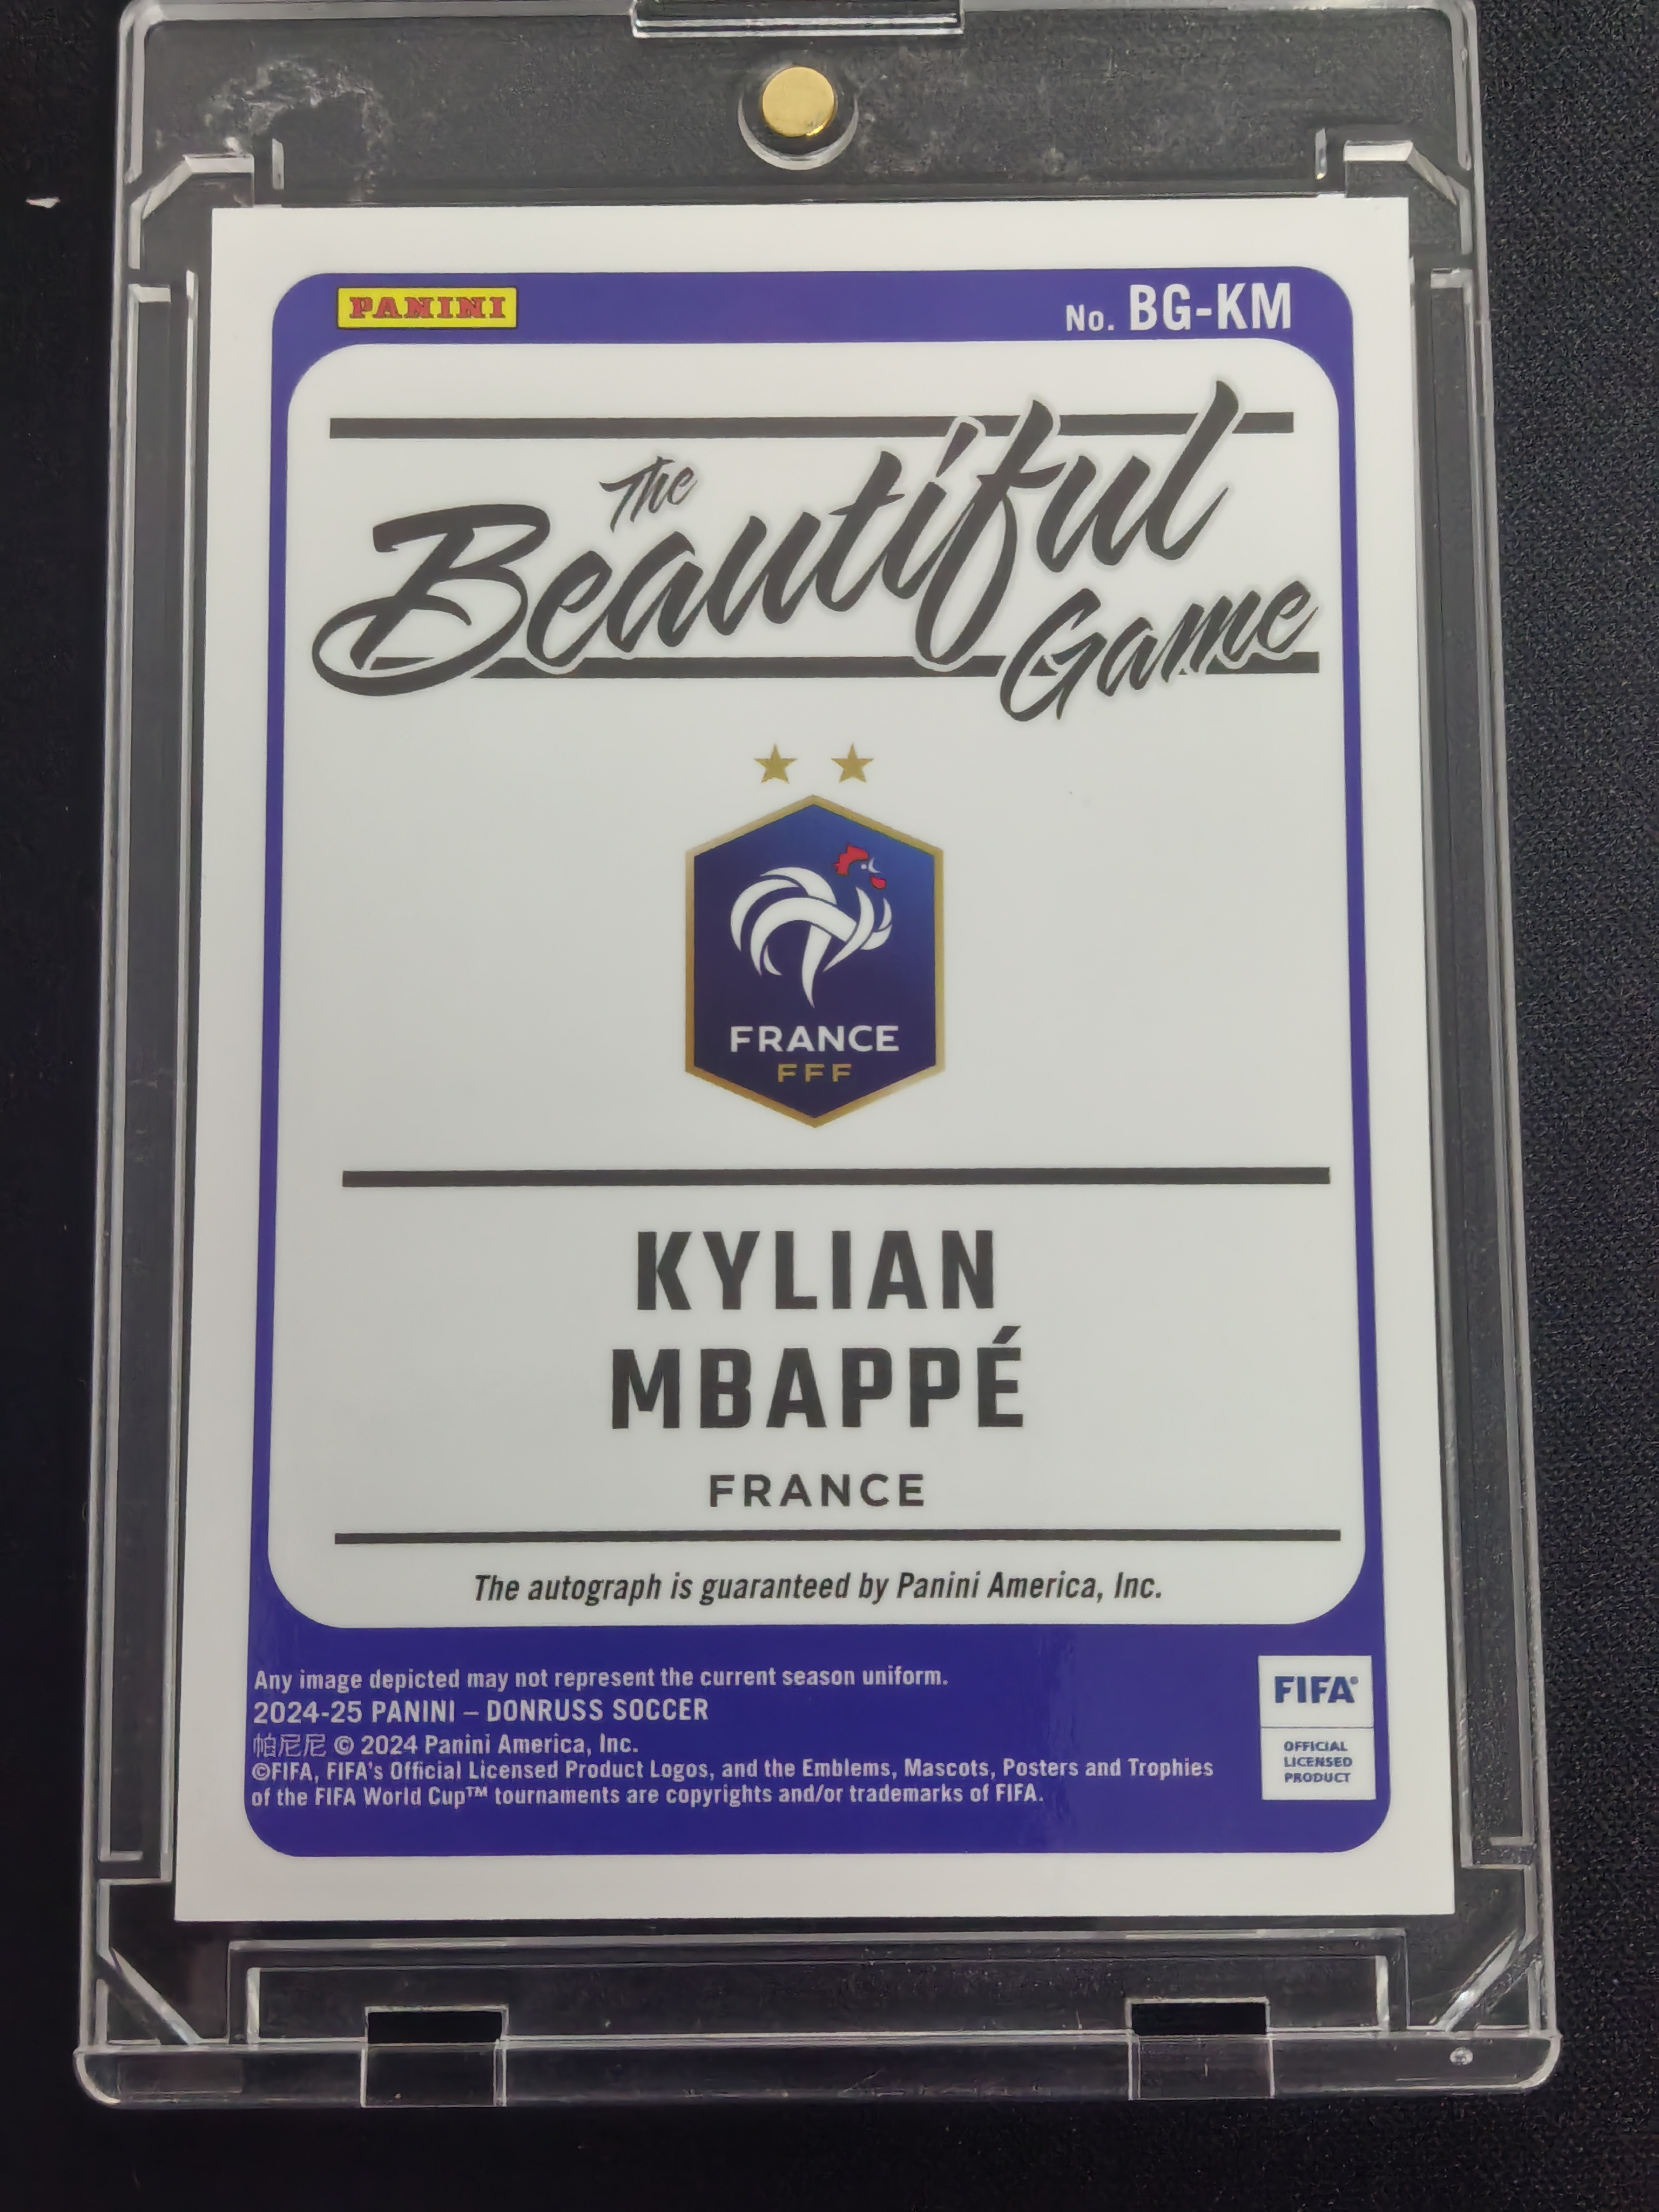 PANINI
No. BG-KM
The
Beautiful
Game
FRANCE
FFF
KYLIAN
MBAPPÉ
FRANCE
The autograph is guaranteed by Panini America, Inc.
Any image depicted may not represent the current season uniform.
2024-25 PANINI – DONRUSS SOCCER
帕尼尼 © 2024 Panini America, Inc.
©FIFA, FIFA's Official Licensed Product Logos, and the Emblems, Mascots, Posters and Trophies
of the FIFA World Cup™ tournaments are copyrights and/or trademarks of FIFA.
FIFA®
OFFICIAL
LICENSED
PRODUCT